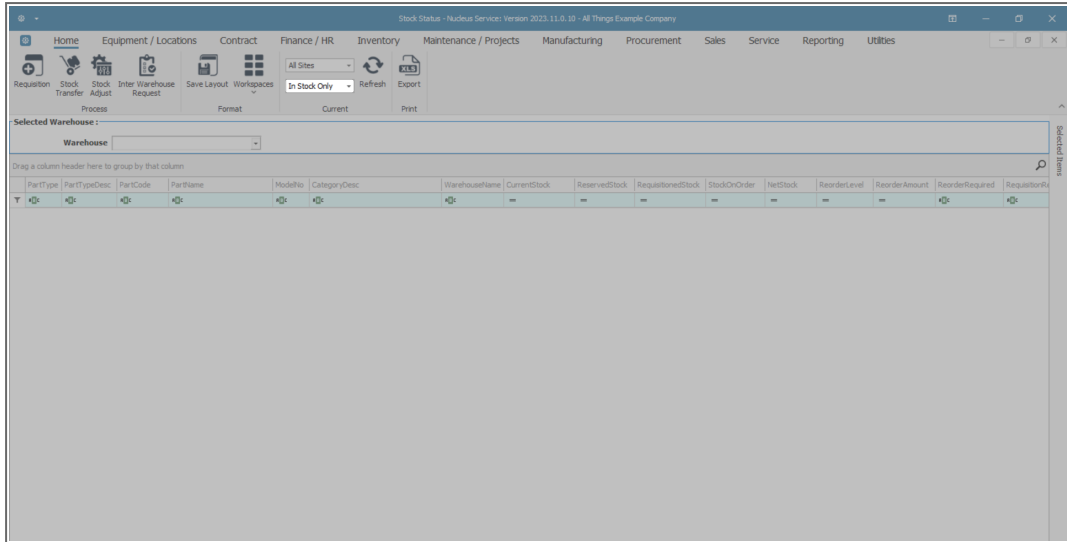 Stock Status - Nucleus Service: Version 2023.11.0.10 - All Things Example Company
Home Equipment / Locations Contract Finance / HR Inventory Maintenance / Projects Manufacturing Procurement Sales Service Reporting Utilities
All Sites
Requisition Stock Transfer Stock Adjust Inter Warehouse Request Save Layout Workspaces In Stock Only Refresh Export
Process Format Current Print
Selected Warehouse :
Warehouse
Selected Items
Drag a column header here to group by that column
PartType PartTypeDesc PartCode PartName ModelNo CategoryDesc WarehouseName CurrentStock ReservedStock RequisitionedStock StockOnOrder NetStock ReorderLevel ReorderAmount ReorderRequired RequisitionRe